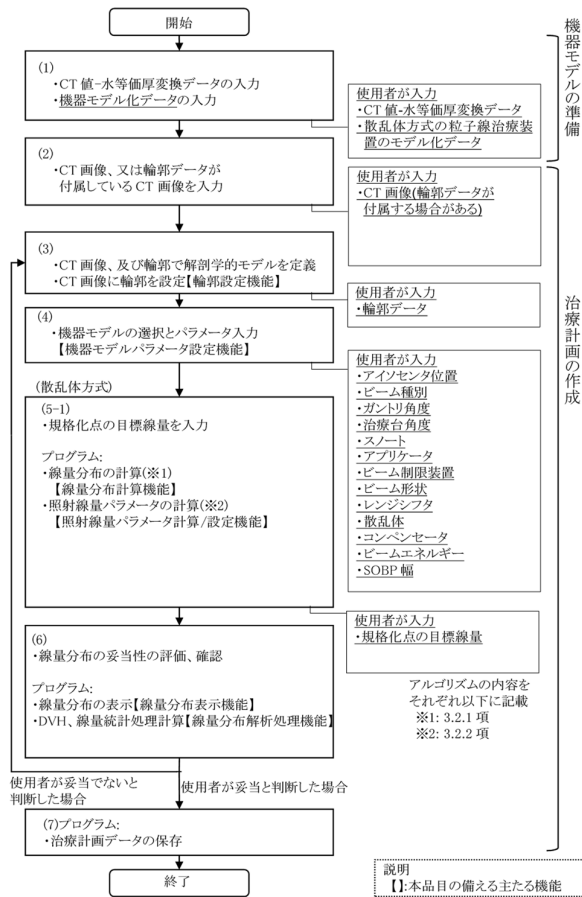 開始
(1)
・CT 値-水等価厚変換データの入力
・機器モデル化データの入力
使用者が入力
・CT 値-水等価厚変換データ
・散乱体方式の粒子線治療装
置のモデル化データ
機器モデルの準備
(2)
・CT 画像、又は輪郭データが
付属している CT 画像を入力
使用者が入力
・CT 画像(輪郭データが
付属する場合がある)
(3)
・CT 画像、及び輪郭で解剖学的モデルを定義
・CT 画像に輪郭を設定【輪郭設定機能】
使用者が入力
・輪郭データ
(4)
・機器モデルの選択とパラメータ入力
【機器モデルパラメータ設定機能】
使用者が入力
・アイソセンタ位置
・ビーム種別
・ガントリ角度
・治療台角度
・スノート
・アプリケータ
・ビーム制限装置
・ビーム形状
・レンジシフタ
・散乱体
・コンペンセータ
・ビームエネルギー
・SOBP 幅
治療計画の作成
(散乱体方式)
(5-1)
・規格化点の目標線量を入力
プログラム:
・線量分布の計算(※1)
【線量分布計算機能】
・照射線量パラメータの計算(※2)
【照射線量パラメータ計算/設定機能】
使用者が入力
・規格化点の目標線量
(6)
・線量分布の妥当性の評価、確認
プログラム:
・線量分布の表示【線量分布表示機能】
・DVH、線量統計処理計算【線量分布解析処理機能】
アルゴリズムの内容を
それぞれ以下に記載
※1: 3.2.1 項
※2: 3.2.2 項
使用者が妥当でないと
判断した場合
使用者が妥当と判断した場合
(7)プログラム:
・治療計画データの保存
終了
説明
【】:本品目の備える主たる機能